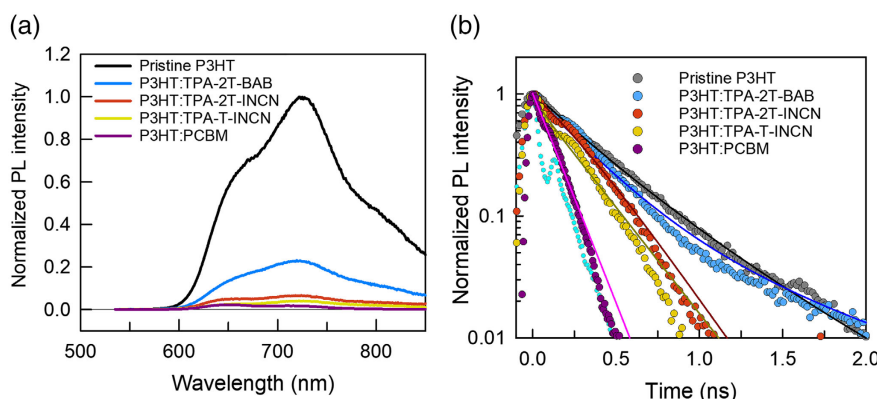 (a)
Normalized PL intensity
1.2
1.0
0.8
0.6
0.4
0.2
0.0
Pristine P3HT
P3HT:TPA-2T-BAB
P3HT:TPA-2T-INCN
P3HT:TPA-T-INCN
P3HT:PCBM
500
600
700
800
Wavelength (nm)
(b)
Normalized PL intensity
1
0.1
0.01
Pristine P3HT
P3HT:TPA-2T-BAB
P3HT:TPA-2T-INCN
P3HT:TPA-T-INCN
P3HT:PCBM
0.0
0.5
1.0
1.5
2.0
Time (ns)